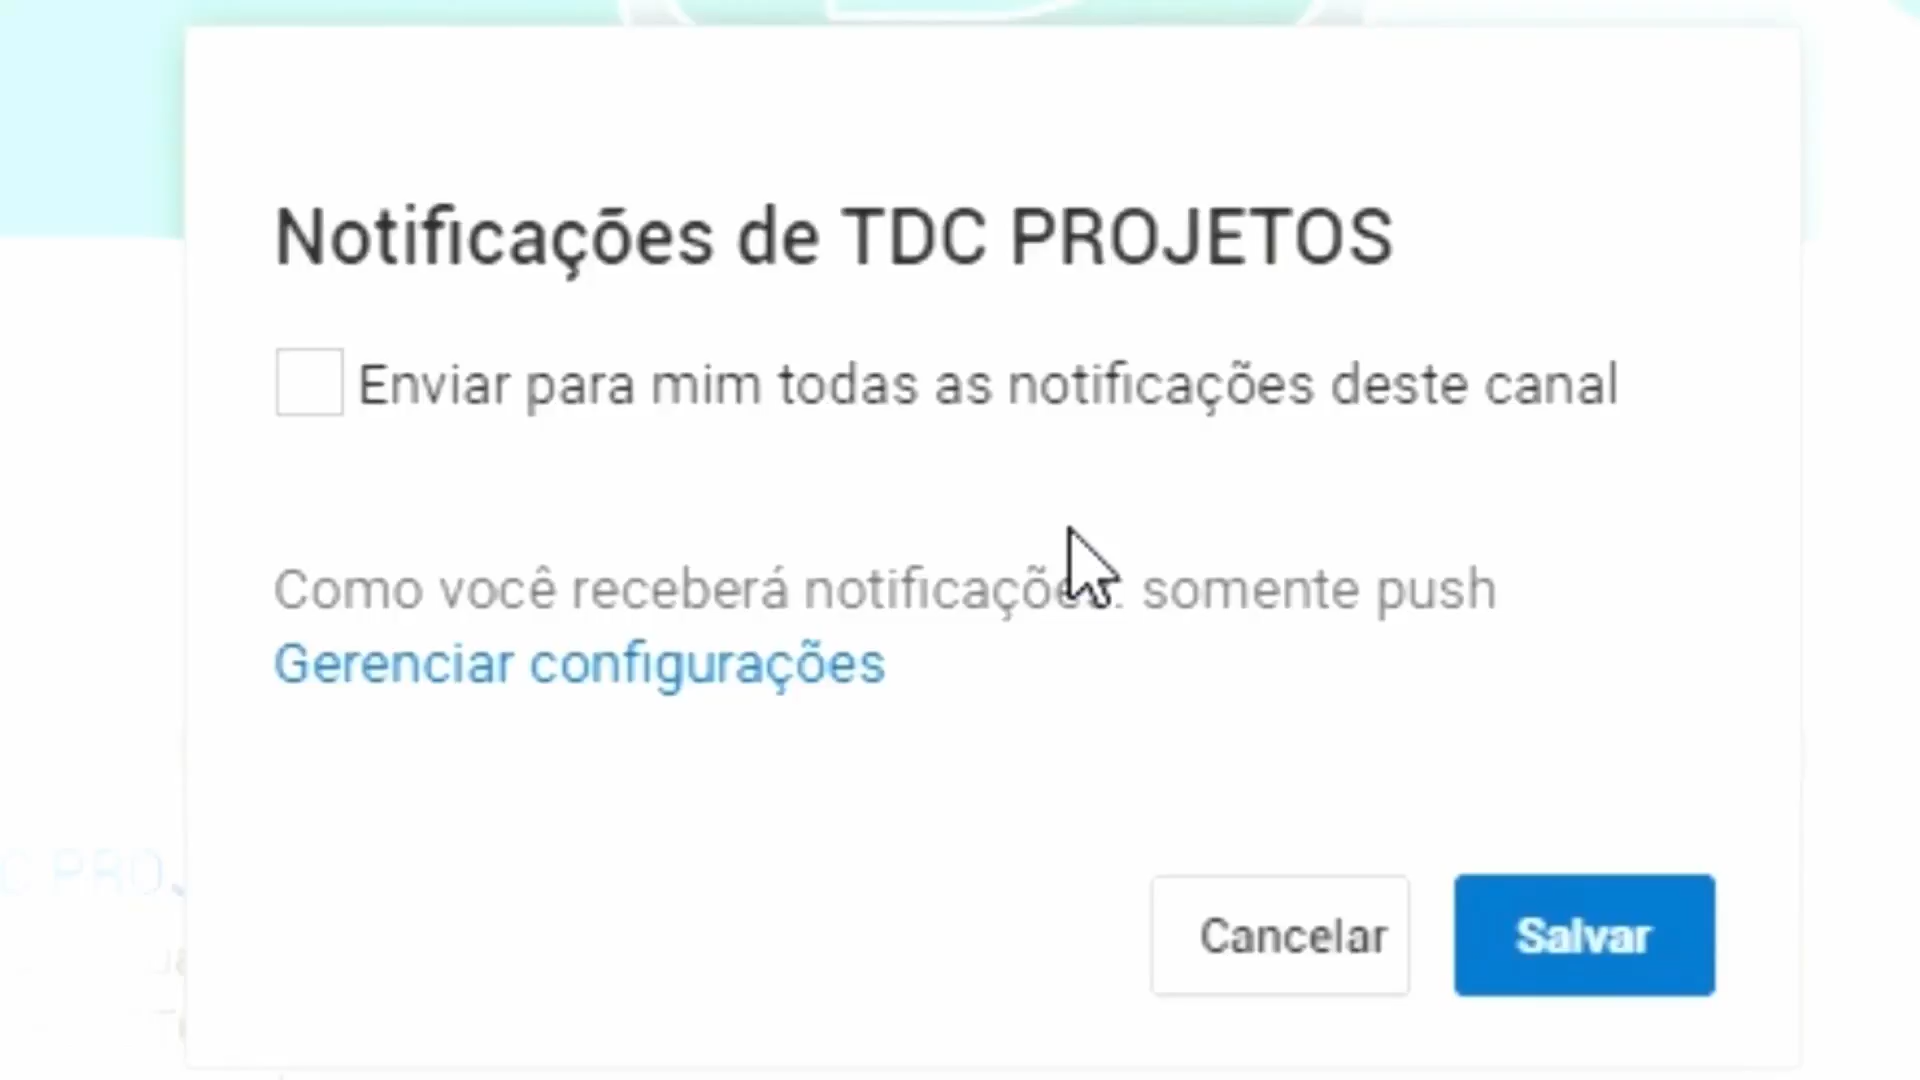 Notificações de TDC PROJETOS
Enviar para mim todas as notificações deste canal
Como você receberá notificações: somente push
Gerenciar configurações
C PROJ
Cancelar
Salvar